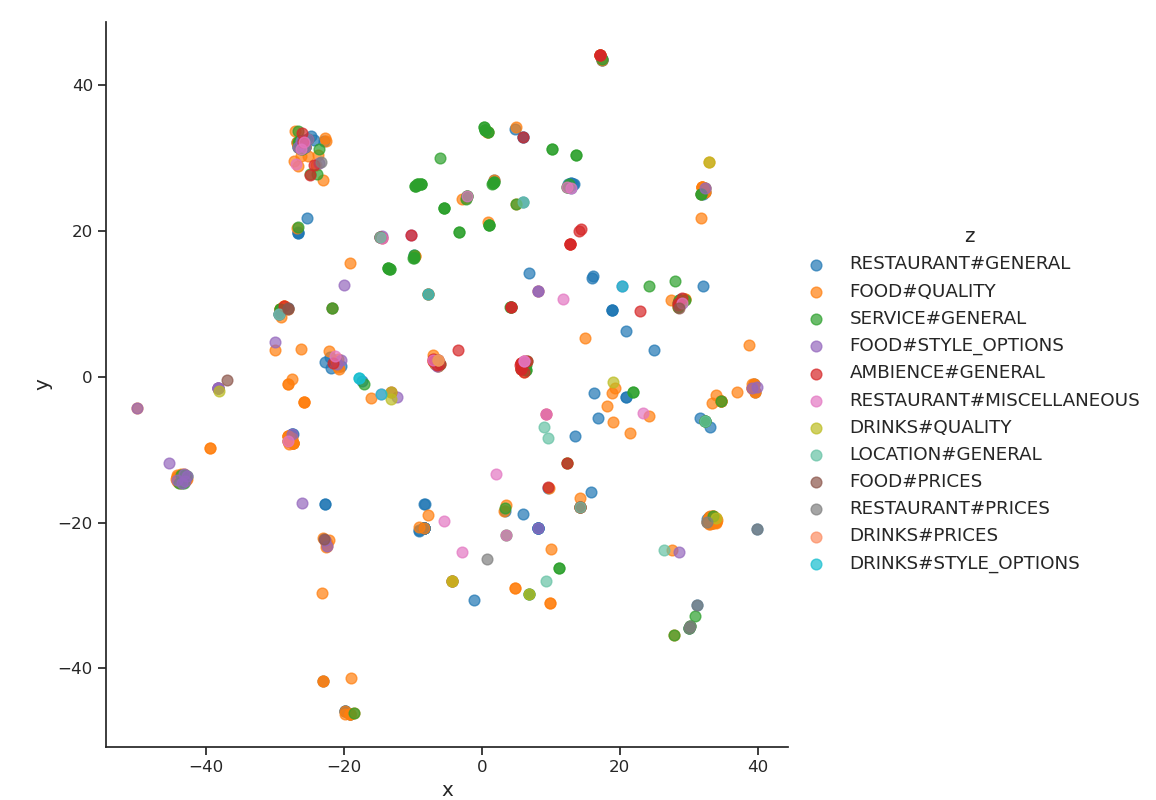 40
20
0
−20
−40
y
−40
−20
0
20
40
x
z
RESTAURANT#GENERAL
FOOD#QUALITY
SERVICE#GENERAL
FOOD#STYLE_OPTIONS
AMBIENCE#GENERAL
RESTAURANT#MISCELLANEOUS
DRINKS#QUALITY
LOCATION#GENERAL
FOOD#PRICES
RESTAURANT#PRICES
DRINKS#PRICES
DRINKS#STYLE_OPTIONS